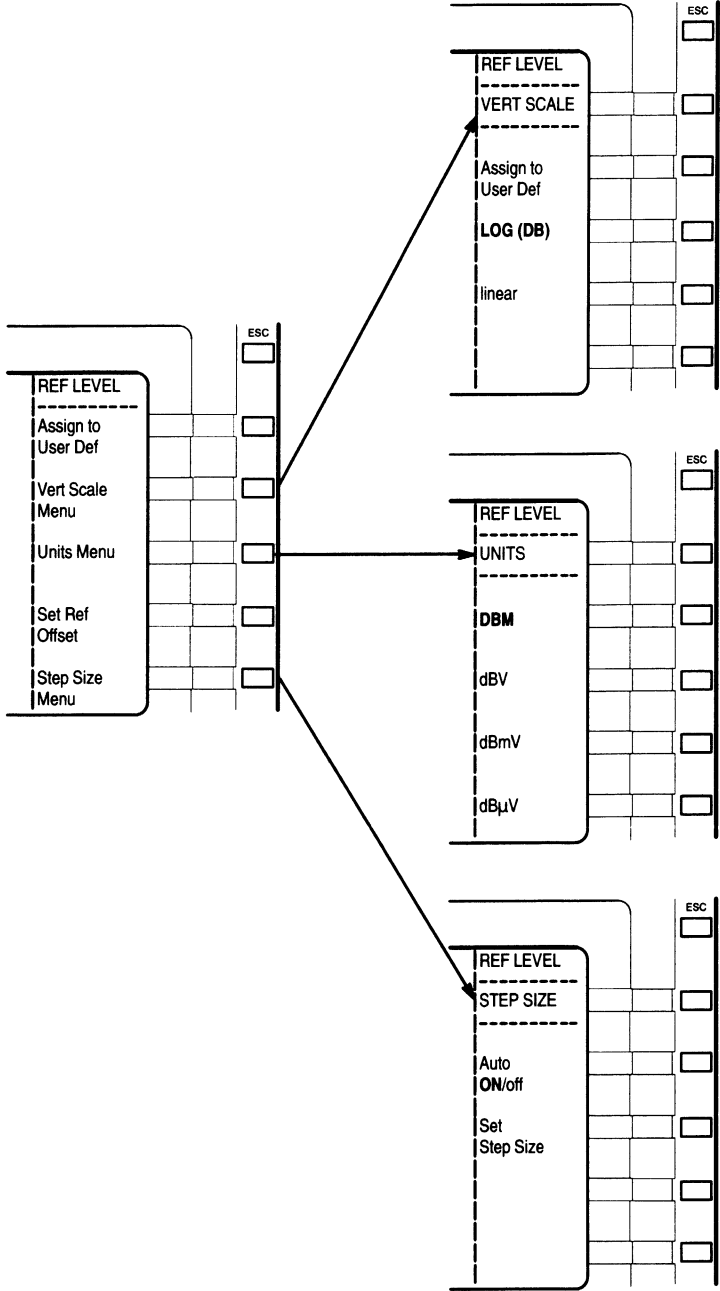 ESC
REF LEVEL
VERT SCALE
Assign to
User Def
LOG (DB)
linear
ESC
REF LEVEL
Assign to
User Def
Vert Scale
Menu
Units Menu
Set Ref
Offset
Step Size
Menu
ESC
REF LEVEL
UNITS
DBM
dBV
dBmV
dBµV
ESC
REF LEVEL
STEP SIZE
Auto
ON/off
Set
Step Size